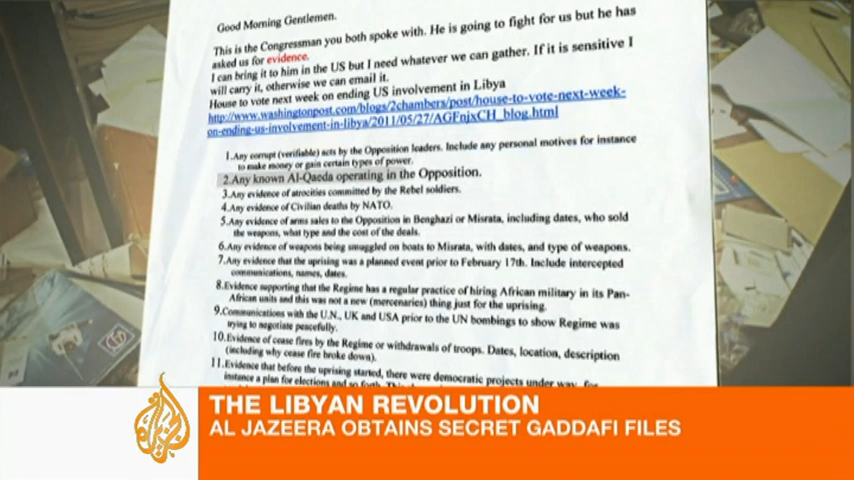 Good Morning Gentlemen.
This is the Congressman you both spoke with. He is going to fight for us but he has
asked us for evidence.
I can bring it to him in the US but I need whatever we can gather. If it is sensitive I
will carry it, otherwise we can email it.
House to vote next week on ending US involvement in Libya
http://www.washingtonpost.com/blogs/2chambers/post/house-to-vote-next-week-
on-ending-us-involvement-in-libya/2011/05/27/AGFnjxCH_blog.html
1.Any corrupt (verifiable) acts by the Opposition leaders. Include any personal motives for instance
to make money or gain certain types of power.
2.Any known Al-Qaeda operating in the Opposition.
3.Any evidence of atrocities committed by the Rebel soldiers.
4.Any evidence of Civilian deaths by NATO.
5.Any evidence of arms sales to the Opposition in Benghazi or Misrata, including dates, who sold
the weapons, what type and the cost of the deals.
6.Any evidence of weapons being smuggled on boats to Misrata, with dates, and type of weapons.
7.Any evidence that the uprising was a planned event prior to February 17th. Include intercepted
communications, names, dates.
8.Evidence supporting that the Regime has a regular practice of hiring African military in its Pan-
African units and this was not a new (mercenaries) thing just for the uprising.
9.Communications with the U.N., UK and USA prior to the UN bombings to show Regime was
trying to negotiate peacefully.
10.Evidence of cease fires by the Regime or withdrawals of troops. Dates, location, description
(including why cease fire broke down).
11.Evidence that before the uprising started, there were democratic projects under way, for
instance a plan for elections and so forth. This
THE LIBYAN REVOLUTION
AL JAZEERA OBTAINS SECRET GADDAFI FILES